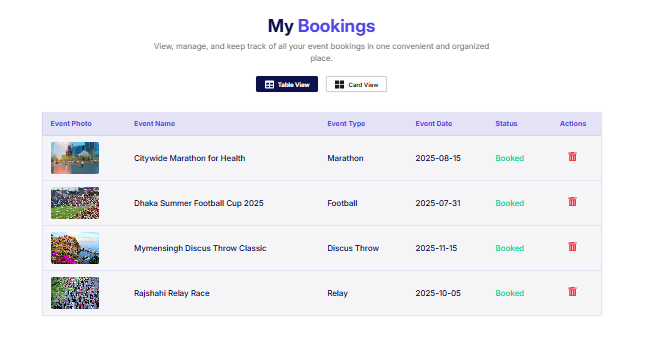 My Bookings
View, manage, and keep track of all your event bookings in one convenient and organized
place.
Table View Card View
Event Photo Event Name Event Type Event Date Status Actions
Citywide Marathon for Health Marathon 2025-08-15 Booked
Dhaka Summer Football Cup 2025 Football 2025-07-31 Booked
Mymensingh Discus Throw Classic Discus Throw 2025-11-15 Booked
Rajshahi Relay Race Relay 2025-10-05 Booked